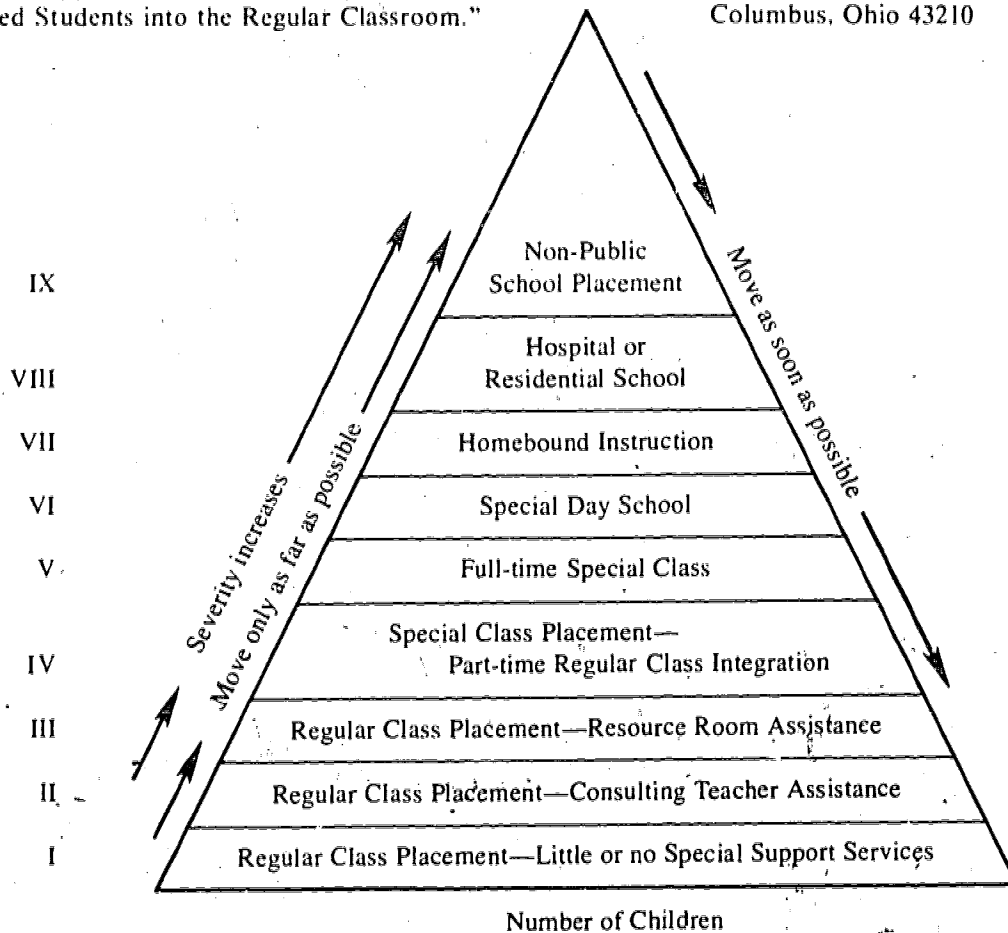 ed Students into the Regular Classroom.”
Columbus, Ohio 43210
IX
Non-Public
School Placement
VIII
Hospital or
Residential School
VII
Homebound Instruction
VI
Special Day School
V
Full-time Special Class
IV
Special Class Placement—
Part-time Regular Class Integration
III
Regular Class Placement—Resource Room Assistance
II
Regular Class Placement—Consulting Teacher Assistance
I
Regular Class Placement—Little or no Special Support Services
Severity increases
Move only as far as possible
Move as soon as possible
Number of Children